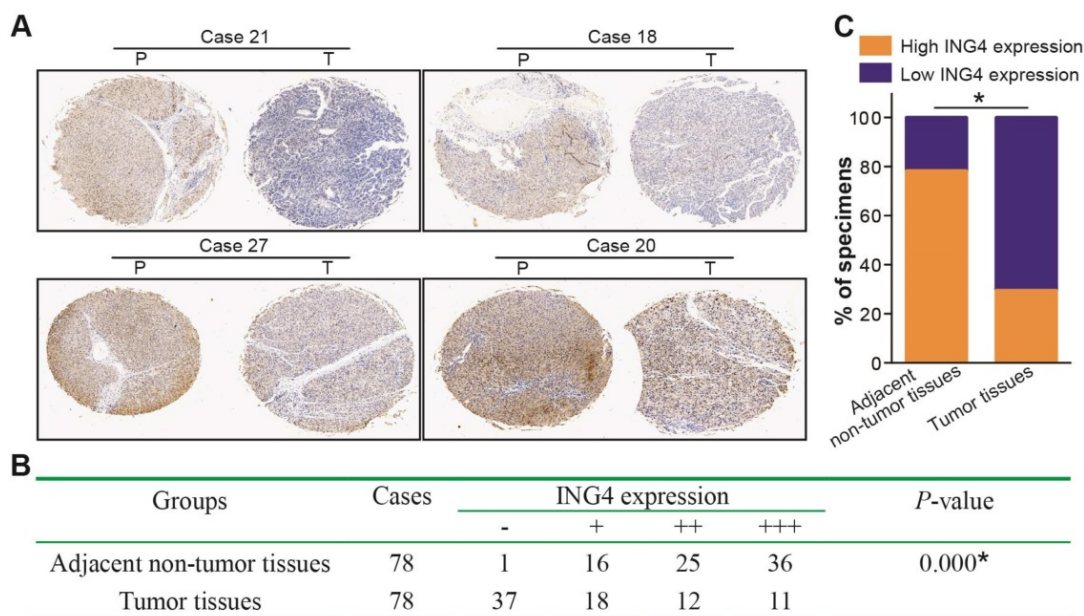 A
Case 21
P T
Case 18
P T
Case 27
P T
Case 20
P T
C
High ING4 expression
Low ING4 expression
*
% of specimens
100
80
60
40
20
0
Adjacent
non-tumor tissues
Tumor tissues
B
Groups Cases ING4 expression P-value
- + ++ +++
Adjacent non-tumor tissues 78 1 16 25 36 0.000*
Tumor tissues 78 37 18 12 11